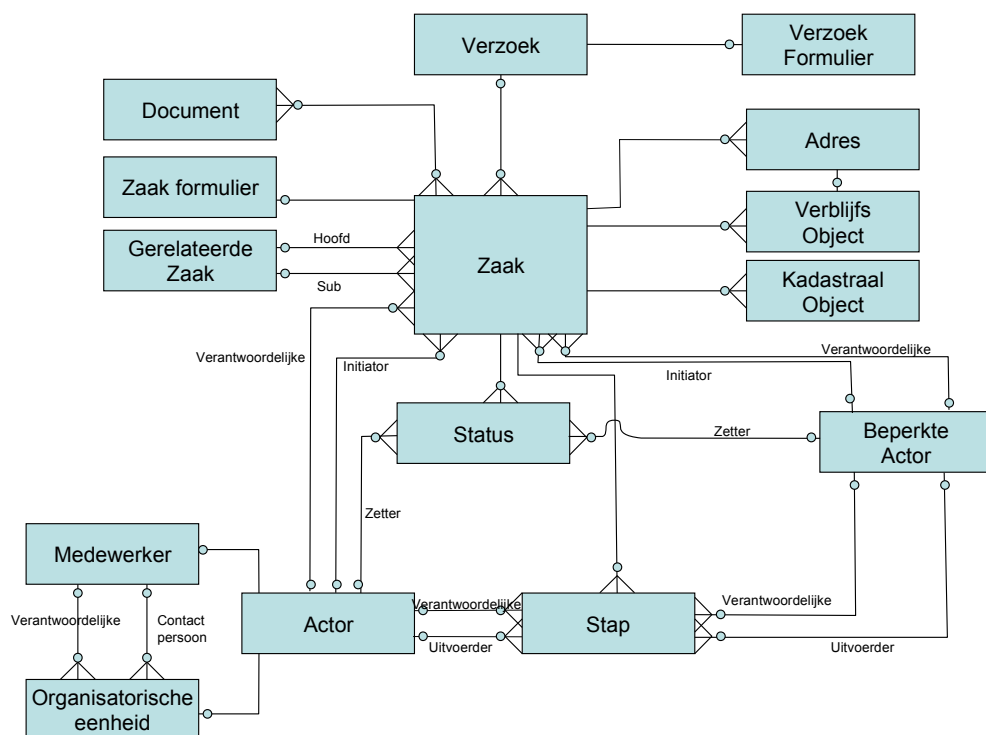 Verzoek
Verzoek
Formulier
Document
Adres
Zaak formulier
Verblijfs
Object
Gerelateerde
Zaak
Hoofd
Sub
Zaak
Kadastraal
Object
Verantwoordelijke
Initiator
Initiator
Verantwoordelijke
Status
Zetter
Beperkte
Actor
Zetter
Medewerker
Verantwoordelijke
Contact
persoon
Actor
Verantwoordelijke
Uitvoerder
Stap
Verantwoordelijke
Uitvoerder
Organisatorische
eenheid